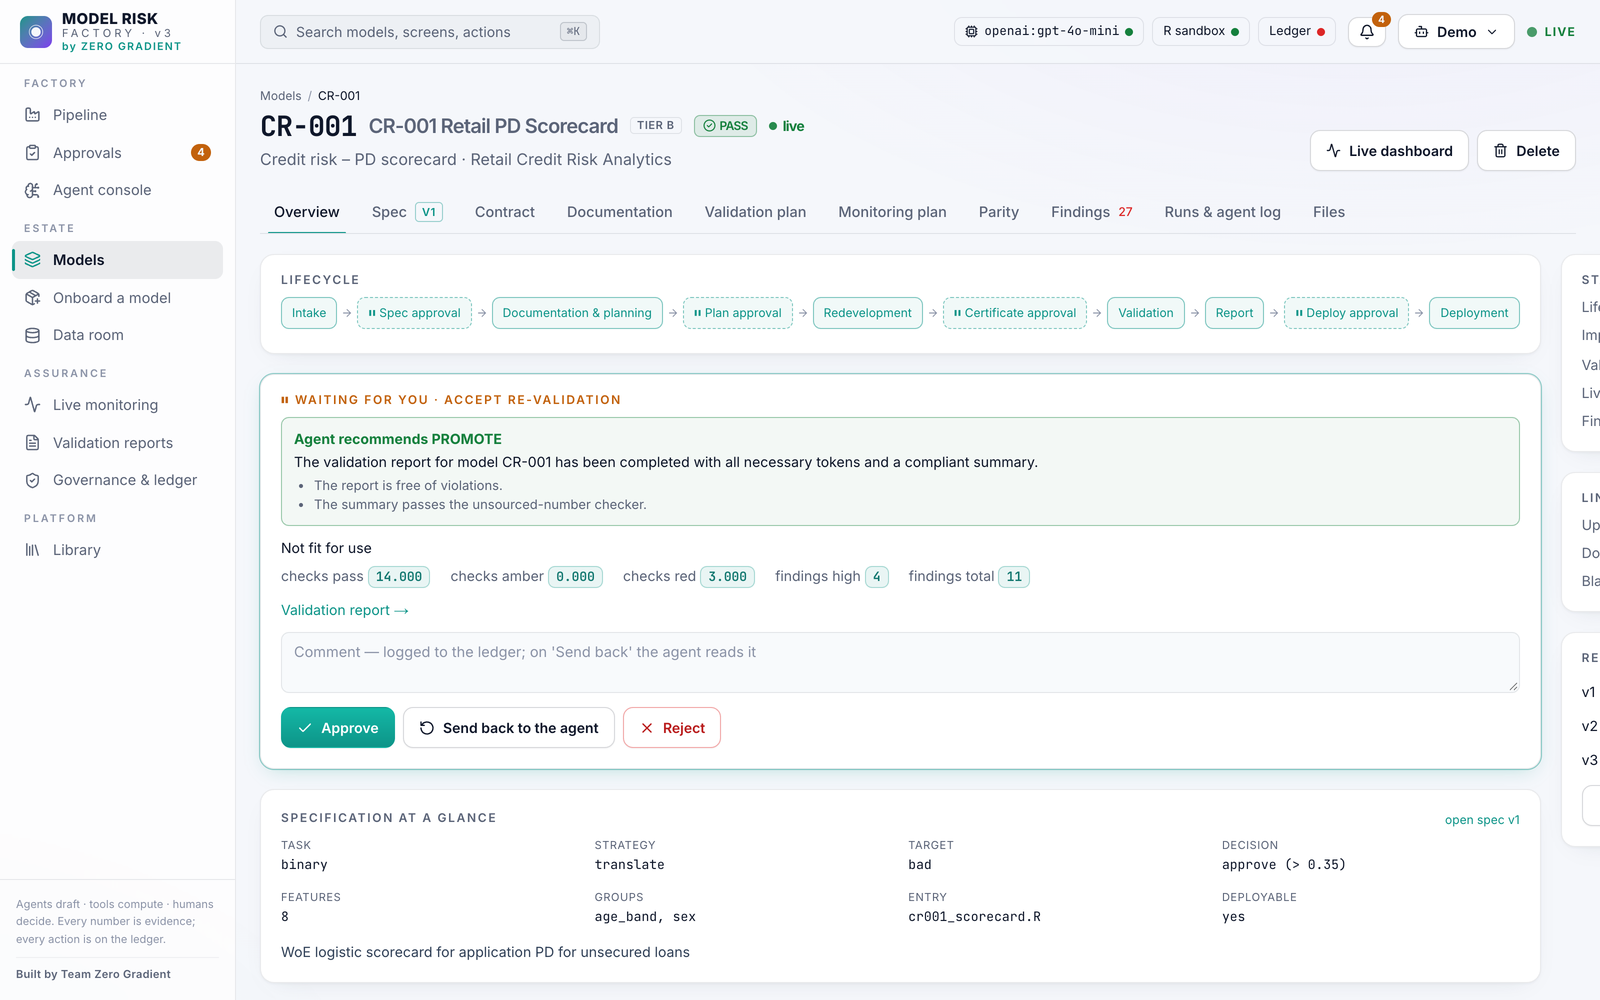 MODEL RISK
FACTORY · v3
by ZERO GRADIENT
Search models, screens, actions
⌘K
openai:gpt-4o-mini
R sandbox
Ledger
4
Demo
LIVE
FACTORY
Pipeline
Approvals
4
Agent console
ESTATE
Models
Onboard a model
Data room
ASSURANCE
Live monitoring
Validation reports
Governance & ledger
PLATFORM
Library
Agents draft · tools compute · humans
decide. Every number is evidence;
every action is on the ledger.
Built by Team Zero Gradient
Models / CR-001
CR-001 CR-001 Retail PD Scorecard TIER B PASS live
Credit risk – PD scorecard · Retail Credit Risk Analytics
Live dashboard
Delete
Overview Spec V1 Contract Documentation Validation plan Monitoring plan Parity Findings 27 Runs & agent log Files
LIFECYCLE
Intake → Spec approval → Documentation & planning → Plan approval → Redevelopment → Certificate approval → Validation → Report → Deploy approval → Deployment
WAITING FOR YOU · ACCEPT RE-VALIDATION
Agent recommends PROMOTE
The validation report for model CR-001 has been completed with all necessary tokens and a compliant summary.
• The report is free of violations.
• The summary passes the unsourced-number checker.
Not fit for use
checks pass 14.000 checks amber 0.000 checks red 3.000 findings high 4 findings total 11
Validation report →
Comment — logged to the ledger; on 'Send back' the agent reads it
Approve
Send back to the agent
Reject
SPECIFICATION AT A GLANCE
open spec v1
TASK STRATEGY TARGET DECISION
binary translate bad approve (> 0.35)
FEATURES GROUPS ENTRY DEPLOYABLE
8 age_band, sex cr001_scorecard.R yes
WoE logistic scorecard for application PD for unsecured loans
ST
Life
Imp
Val
Liv
Fin
LIN
Up
Do
Bla
RE
v1
v2
v3